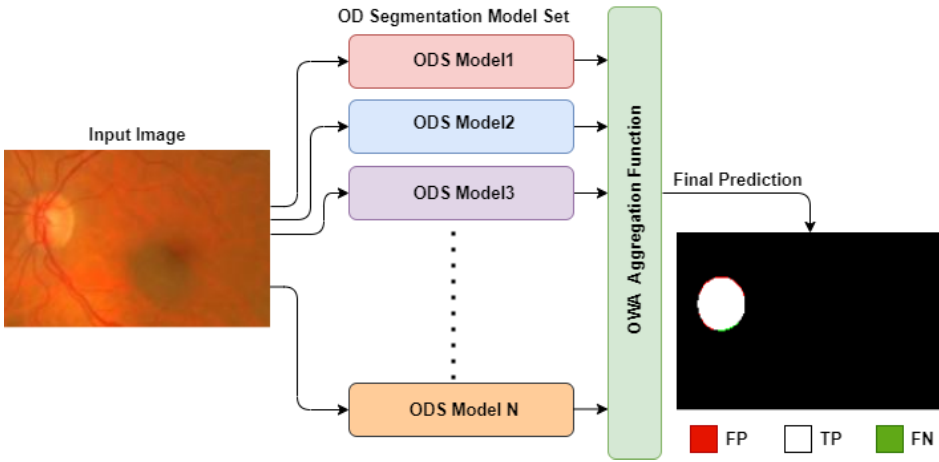 OD Segmentation Model Set
ODS Model1
ODS Model2
Input Image
ODS Model3
OWA Aggregation Function
Final Prediction
ODS Model N
FP
TP
FN